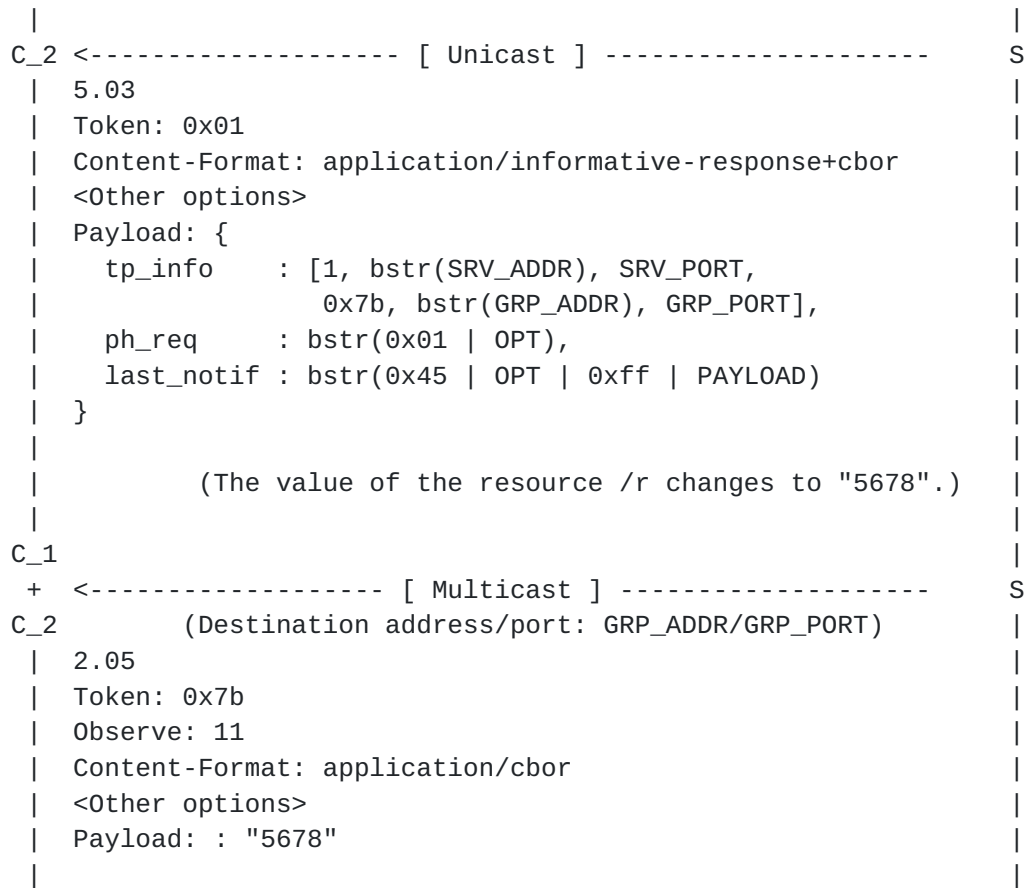 |                                                               |
C_2 <-------------------- [ Unicast ] ---------------------     S
  |  5.03                                                         |
  |  Token: 0x01                                                  |
  |  Content-Format: application/informative-response+cbor        |
  |  <Other options>                                              |
  |  Payload: {                                                   |
  |    tp_info    : [1, bstr(SRV_ADDR), SRV_PORT,                 |
  |                  0x7b, bstr(GRP_ADDR), GRP_PORT],             |
  |    ph_req     : bstr(0x01 | OPT),                             |
  |    last_notif : bstr(0x45 | OPT | 0xff | PAYLOAD)             |
  |  }                                                            |
  |                                                               |
  |          (The value of the resource /r changes to "5678".)    |
  |                                                               |
C_1                                                               |
 +  <------------------- [ Multicast ] --------------------     S
C_2        (Destination address/port: GRP_ADDR/GRP_PORT)          |
  |  2.05                                                         |
  |  Token: 0x7b                                                  |
  |  Observe: 11                                                  |
  |  Content-Format: application/cbor                             |
  |  <Other options>                                              |
  |  Payload: : "5678"                                            |
  |                                                               |